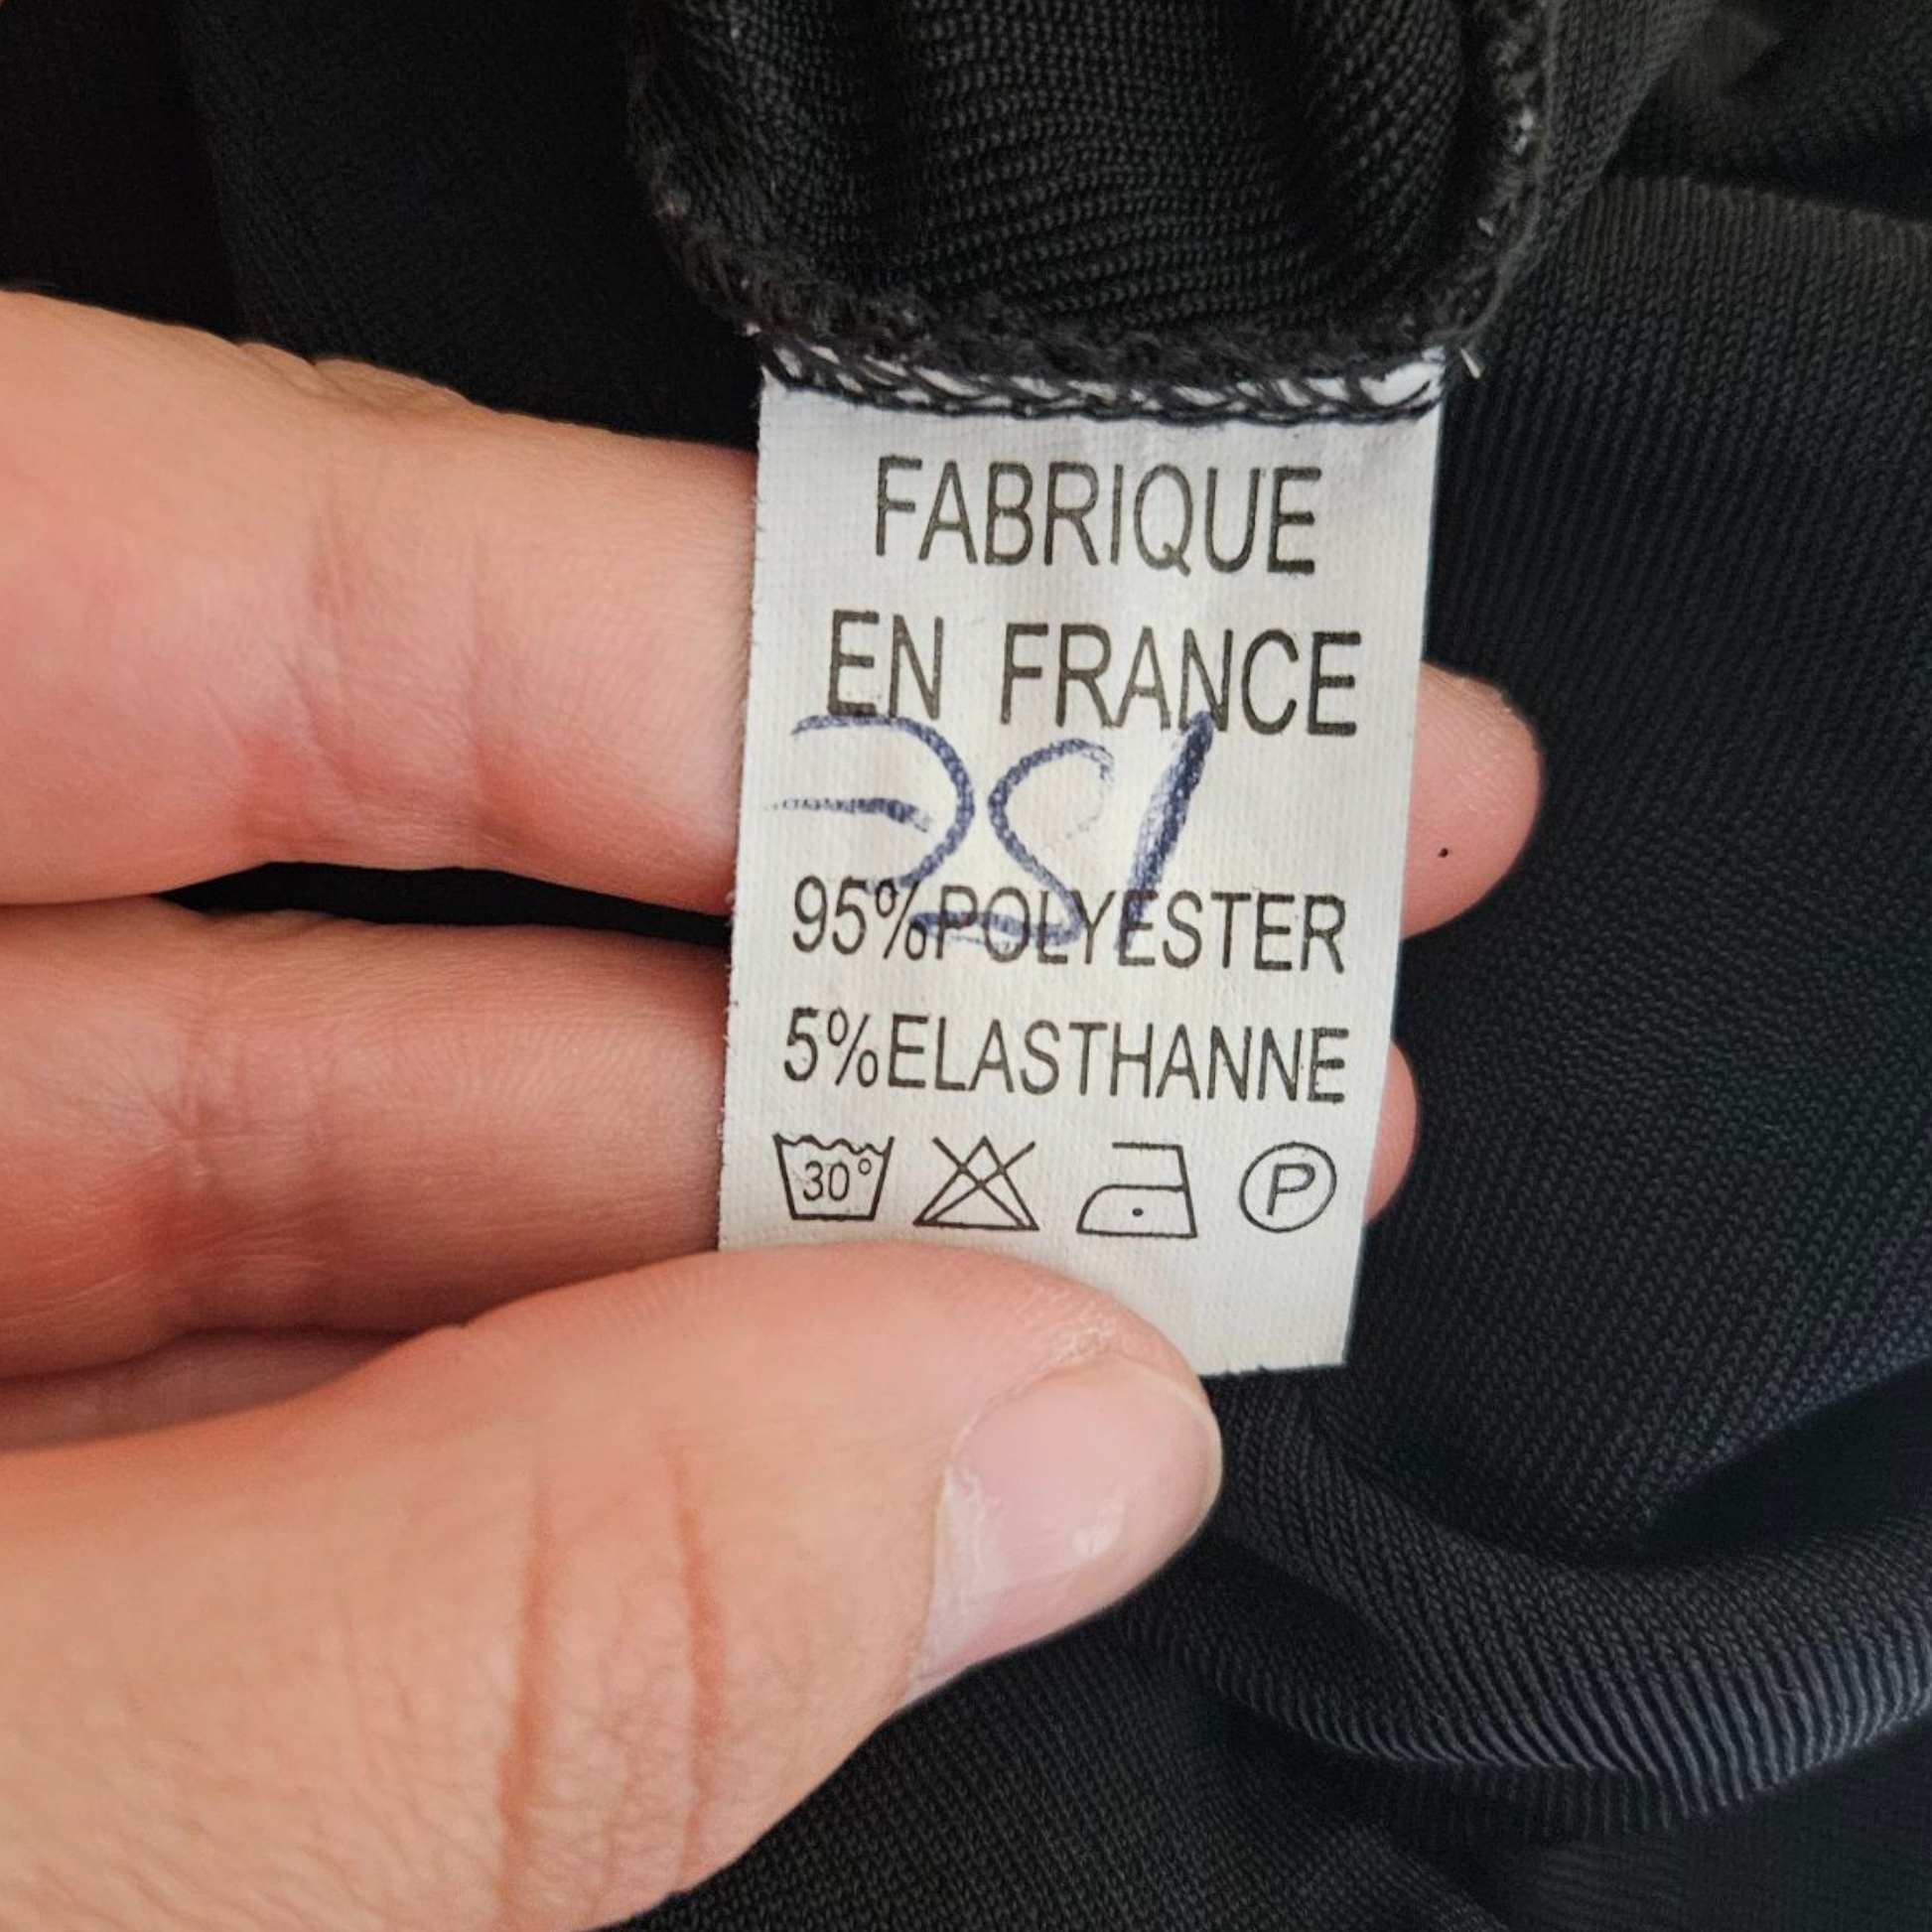 FABRIQUE
EN FRANCE
95%POLYESTER
5%ELASTHANNE
30° P